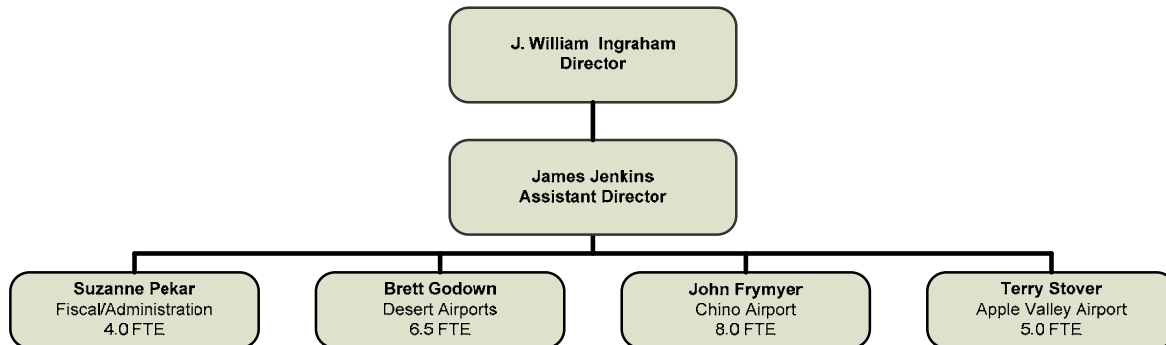 J. William Ingraham
Director
James Jenkins
Assistant Director
Suzanne Pekar
Fiscal/Administration
4.0 FTE
Brett Godown
Desert Airports
6.5 FTE
John Frymyer
Chino Airport
8.0 FTE
Terry Stover
Apple Valley Airport
5.0 FTE